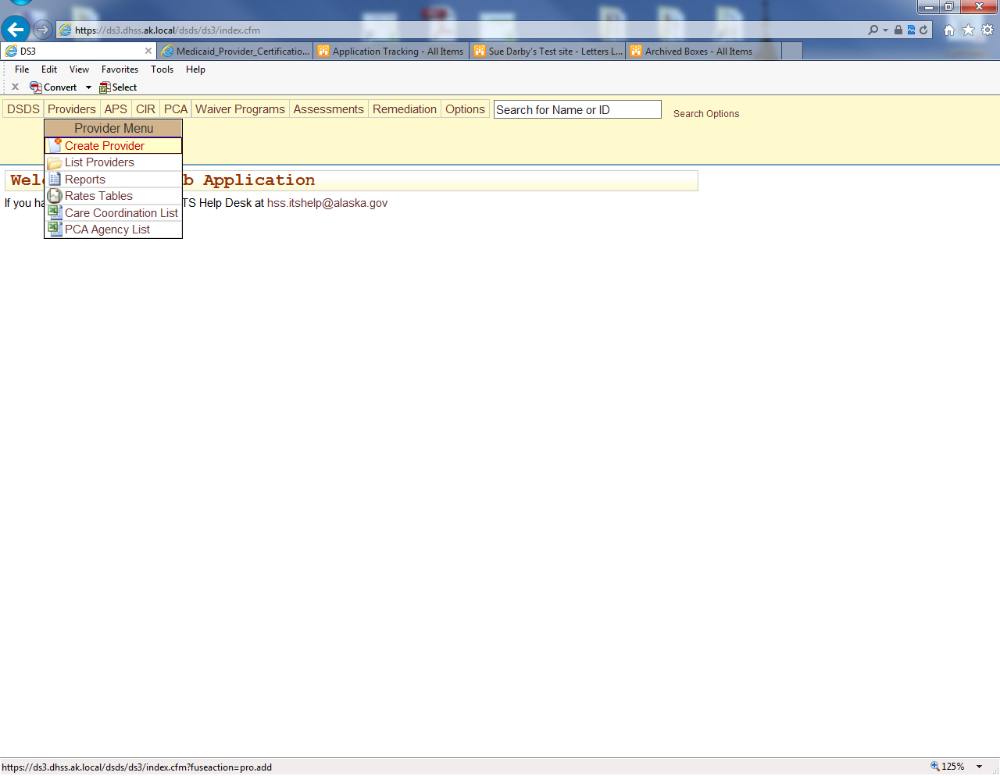 https://ds3.dhss.ak.local/dsds/ds3/index.cfm
DS3
Medicaid_Provider_Certificatio...
Application Tracking - All Items
Sue Darby's Test site - Letters L...
Archived Boxes - All Items
File Edit View Favorites Tools Help
Convert Select
DSDS Providers APS CIR PCA Waiver Programs Assessments Remediation Options Search for Name or ID Search Options
Provider Menu
Create Provider
List Providers
Reports
Rates Tables
Care Coordination List
PCA Agency List
Wel b Application
If you ha TS Help Desk at hss.itshelp@alaska.gov
https://ds3.dhss.ak.local/dsds/ds3/index.cfm?fuseaction=pro.add 125%